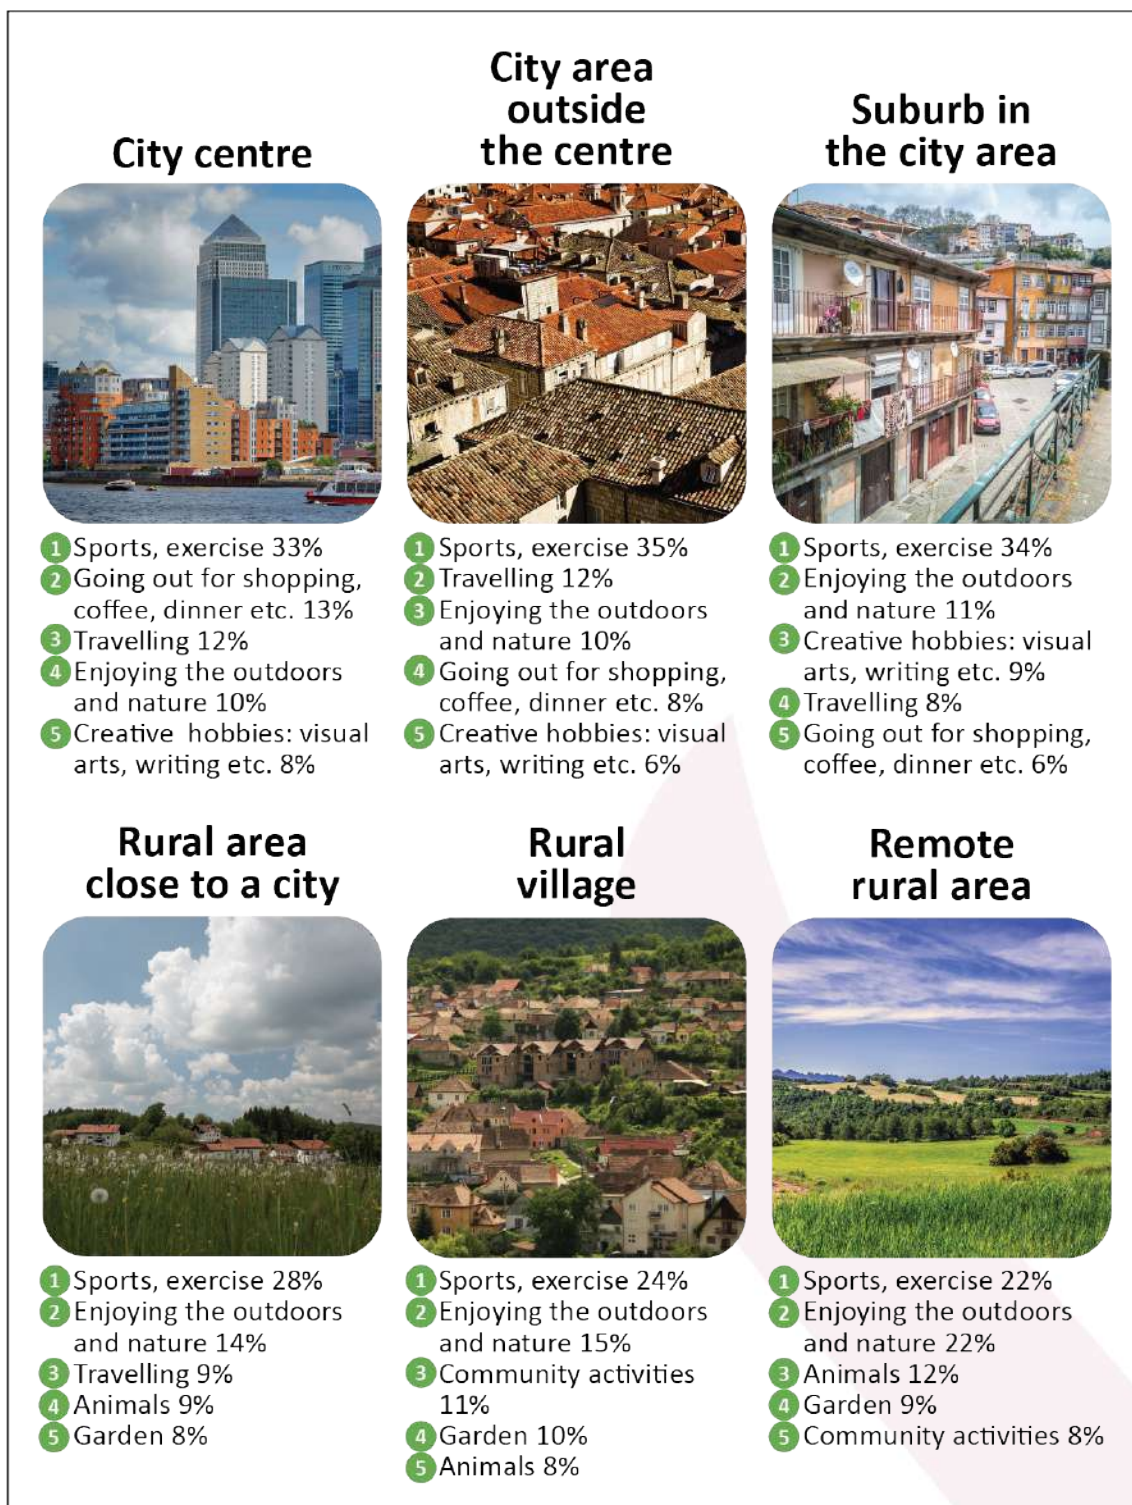 City centre
1 Sports, exercise 33%
2 Going out for shopping,
coffee, dinner etc. 13%
3 Travelling 12%
4 Enjoying the outdoors
and nature 10%
5 Creative hobbies: visual
arts, writing etc. 8%
City area
outside
the centre
1 Sports, exercise 35%
2 Travelling 12%
3 Enjoying the outdoors
and nature 10%
4 Going out for shopping,
coffee, dinner etc. 8%
5 Creative hobbies: visual
arts, writing etc. 6%
Suburb in
the city area
1 Sports, exercise 34%
2 Enjoying the outdoors
and nature 11%
3 Creative hobbies: visual
arts, writing etc. 9%
4 Travelling 8%
5 Going out for shopping,
coffee, dinner etc. 6%
Rural area
close to a city
1 Sports, exercise 28%
2 Enjoying the outdoors
and nature 14%
3 Travelling 9%
4 Animals 9%
5 Garden 8%
Rural
village
1 Sports, exercise 24%
2 Enjoying the outdoors
and nature 15%
3 Community activities
11%
4 Garden 10%
5 Animals 8%
Remote
rural area
1 Sports, exercise 22%
2 Enjoying the outdoors
and nature 22%
3 Animals 12%
4 Garden 9%
5 Community activities 8%